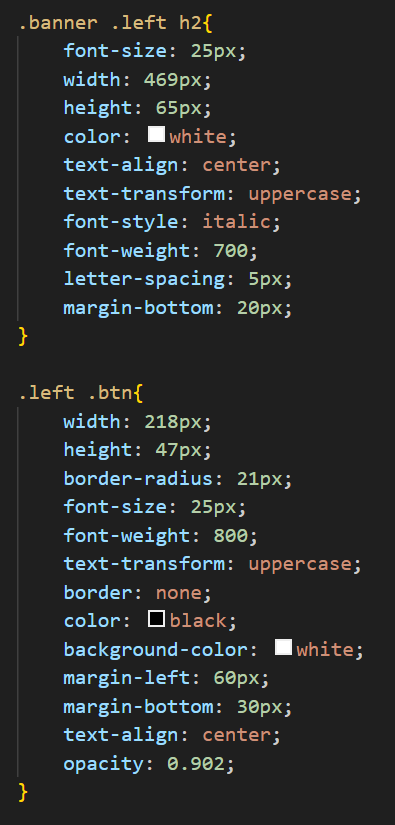 .banner .left h2{
    font-size: 25px;
    width: 469px;
    height: 65px;
    color: white;
    text-align: center;
    text-transform: uppercase;
    font-style: italic;
    font-weight: 700;
    letter-spacing: 5px;
    margin-bottom: 20px;
}

.left .btn{
    width: 218px;
    height: 47px;
    border-radius: 21px;
    font-size: 25px;
    font-weight: 800;
    text-transform: uppercase;
    border: none;
    color: black;
    background-color: white;
    margin-left: 60px;
    margin-bottom: 30px;
    text-align: center;
    opacity: 0.902;
}